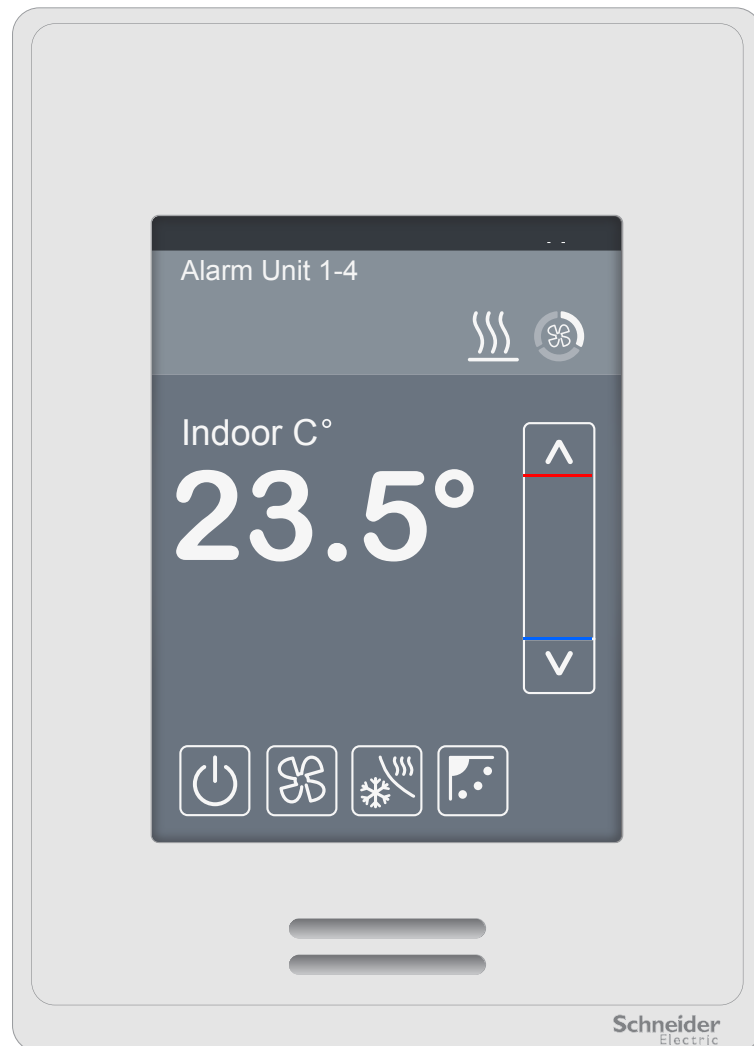 - -
Alarm Unit 1-4
Indoor C°
23.5°
Schneider
Electric